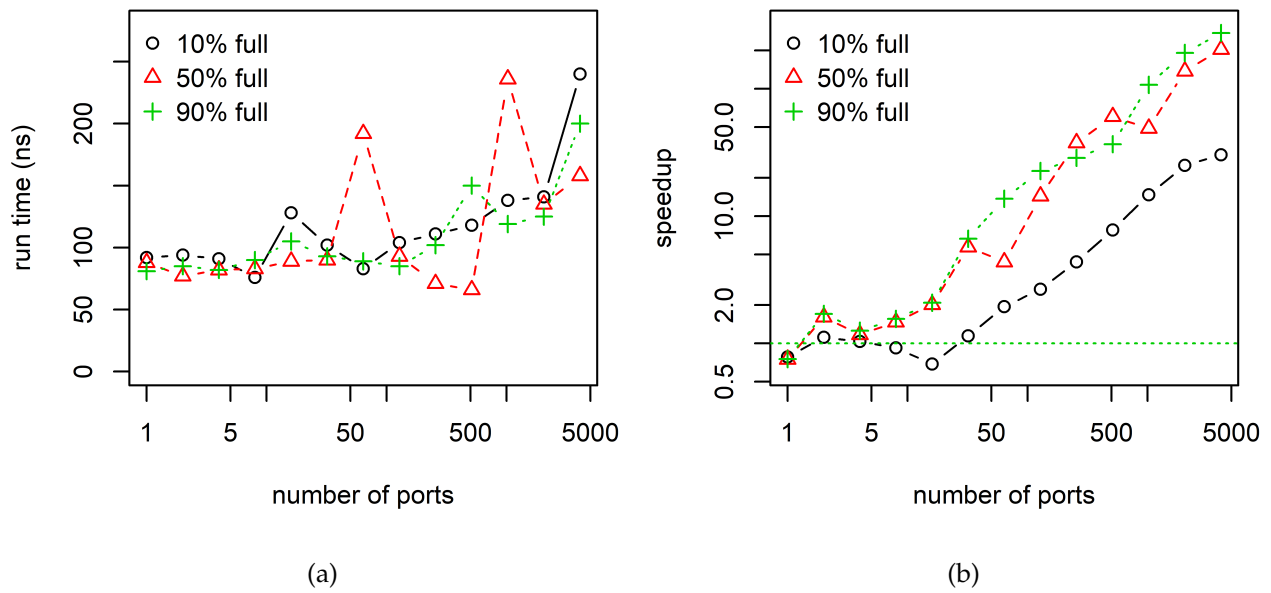 10% full
50% full
90% full
run time (ns)
200
100
50
0
1 5 50 500 5000
number of ports
(a)
10% full
50% full
90% full
speedup
50.0
10.0
2.0
0.5
1 5 50 500 5000
number of ports
(b)